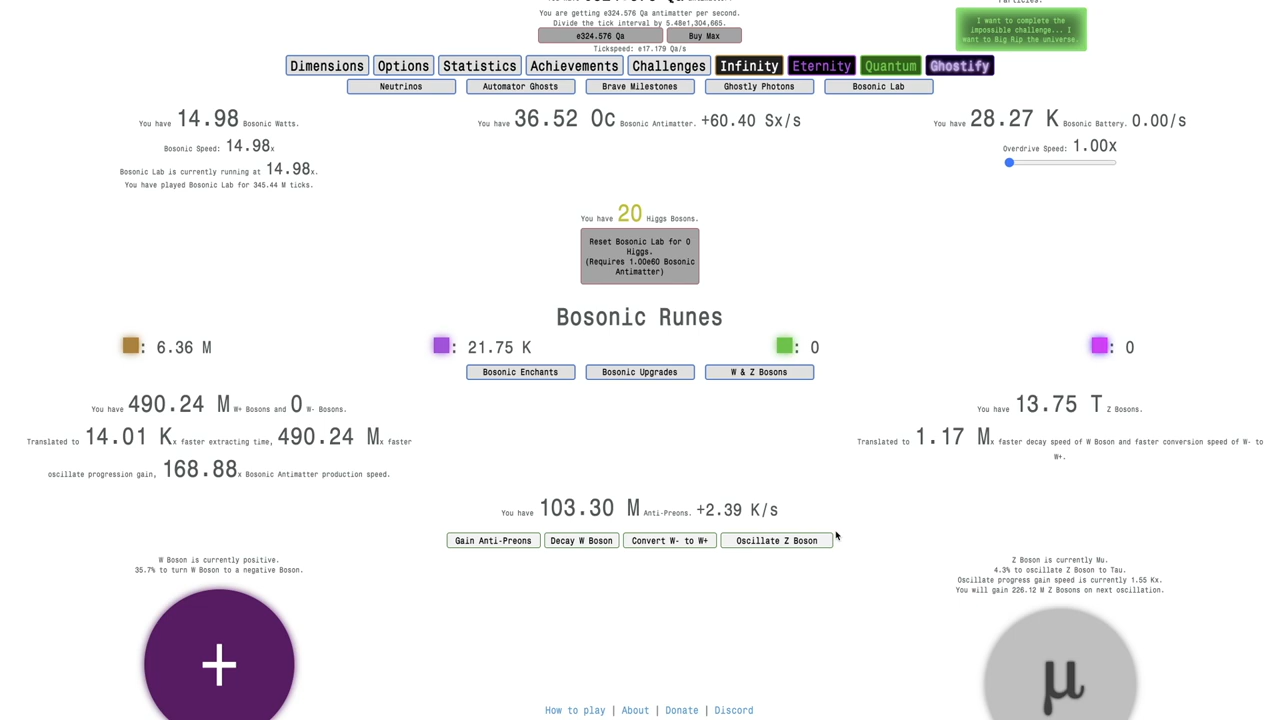 You are getting e324.576 Qa antimatter per second.
Divide the tick interval by 5.48e1,304,665.
e324.576 Qa Buy Max
Tickspeed: e17.179 Qa/s
I want to complete the
impossible challenge... I
want to Big Rip the universe.
Dimensions Options Statistics Achievements Challenges Infinity Eternity Quantum Ghostify
Neutrinos Automator Ghosts Brave Milestones Ghostly Photons Bosonic Lab
You have 14.98 Bosonic Watts.
Bosonic Speed: 14.98x
Bosonic Lab is currently running at 14.98x.
You have played Bosonic Lab for 345.44 M ticks.
You have 36.52 Oc Bosonic Antimatter. +60.40 Sx/s
You have 28.27 K Bosonic Battery. 0.00/s
Overdrive Speed: 1.00x
You have 20 Higgs Bosons.
Reset Bosonic Lab for 0
Higgs.
(Requires 1.00e60 Bosonic
Antimatter)
Bosonic Runes
: 6.36 M : 21.75 K : 0 : 0
Bosonic Enchants Bosonic Upgrades W & Z Bosons
You have 490.24 M W+ Bosons and 0 W- Bosons.
Translated to 14.01 Kx faster extracting time, 490.24 Mx faster
oscillate progression gain, 168.88x Bosonic Antimatter production speed.
You have 13.75 T Z Bosons.
Translated to 1.17 Mx faster decay speed of W Boson and faster conversion speed of W- to
W+.
You have 103.30 M Anti-Preons. +2.39 K/s
Gain Anti-Preons Decay W Boson Convert W- to W+ Oscillate Z Boson
W Boson is currently positive.
35.7% to turn W Boson to a negative Boson.
+
Z Boson is currently Mu.
4.3% to oscillate Z Boson to Tau.
Oscillate progress gain speed is currently 1.55 Kx.
You will gain 226.12 M Z Bosons on next oscillation.
μ
How to play | About | Donate | Discord